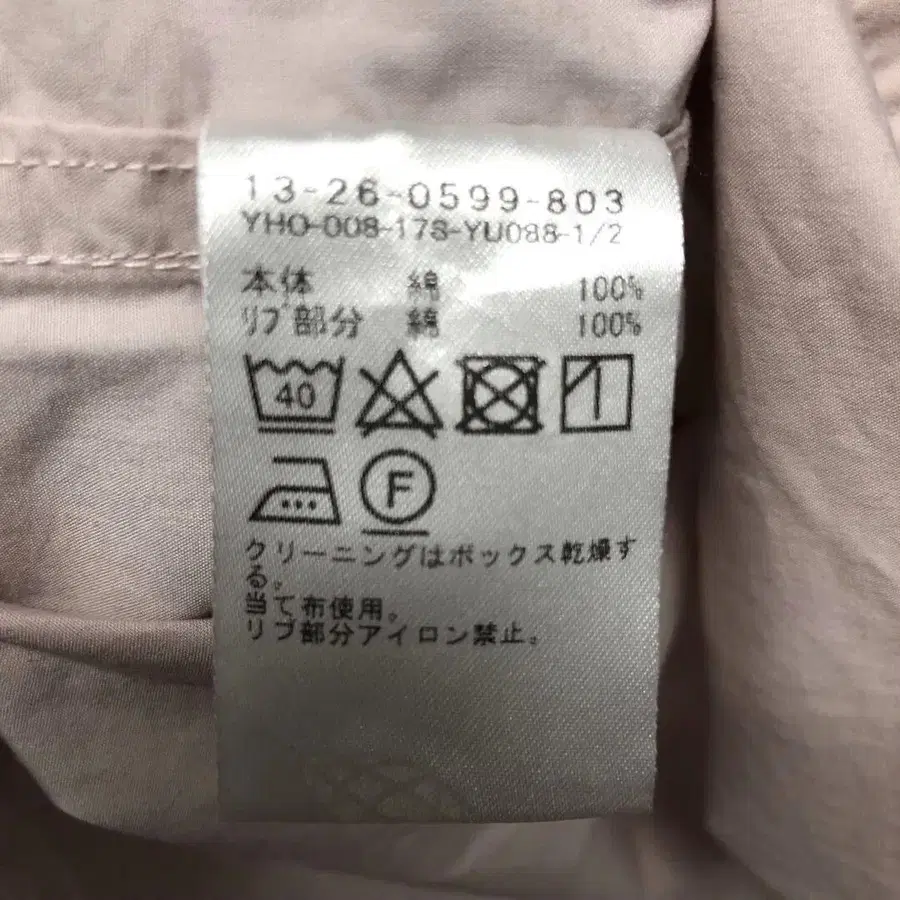 13-26-0599-803
YHO-008-178-YU088-1/2
本体 綿 100%
リブ部分 綿 100%
40
F
クリーニングはボックス乾燥す
る。
当て布使用。
リブ部分アイロン禁止。